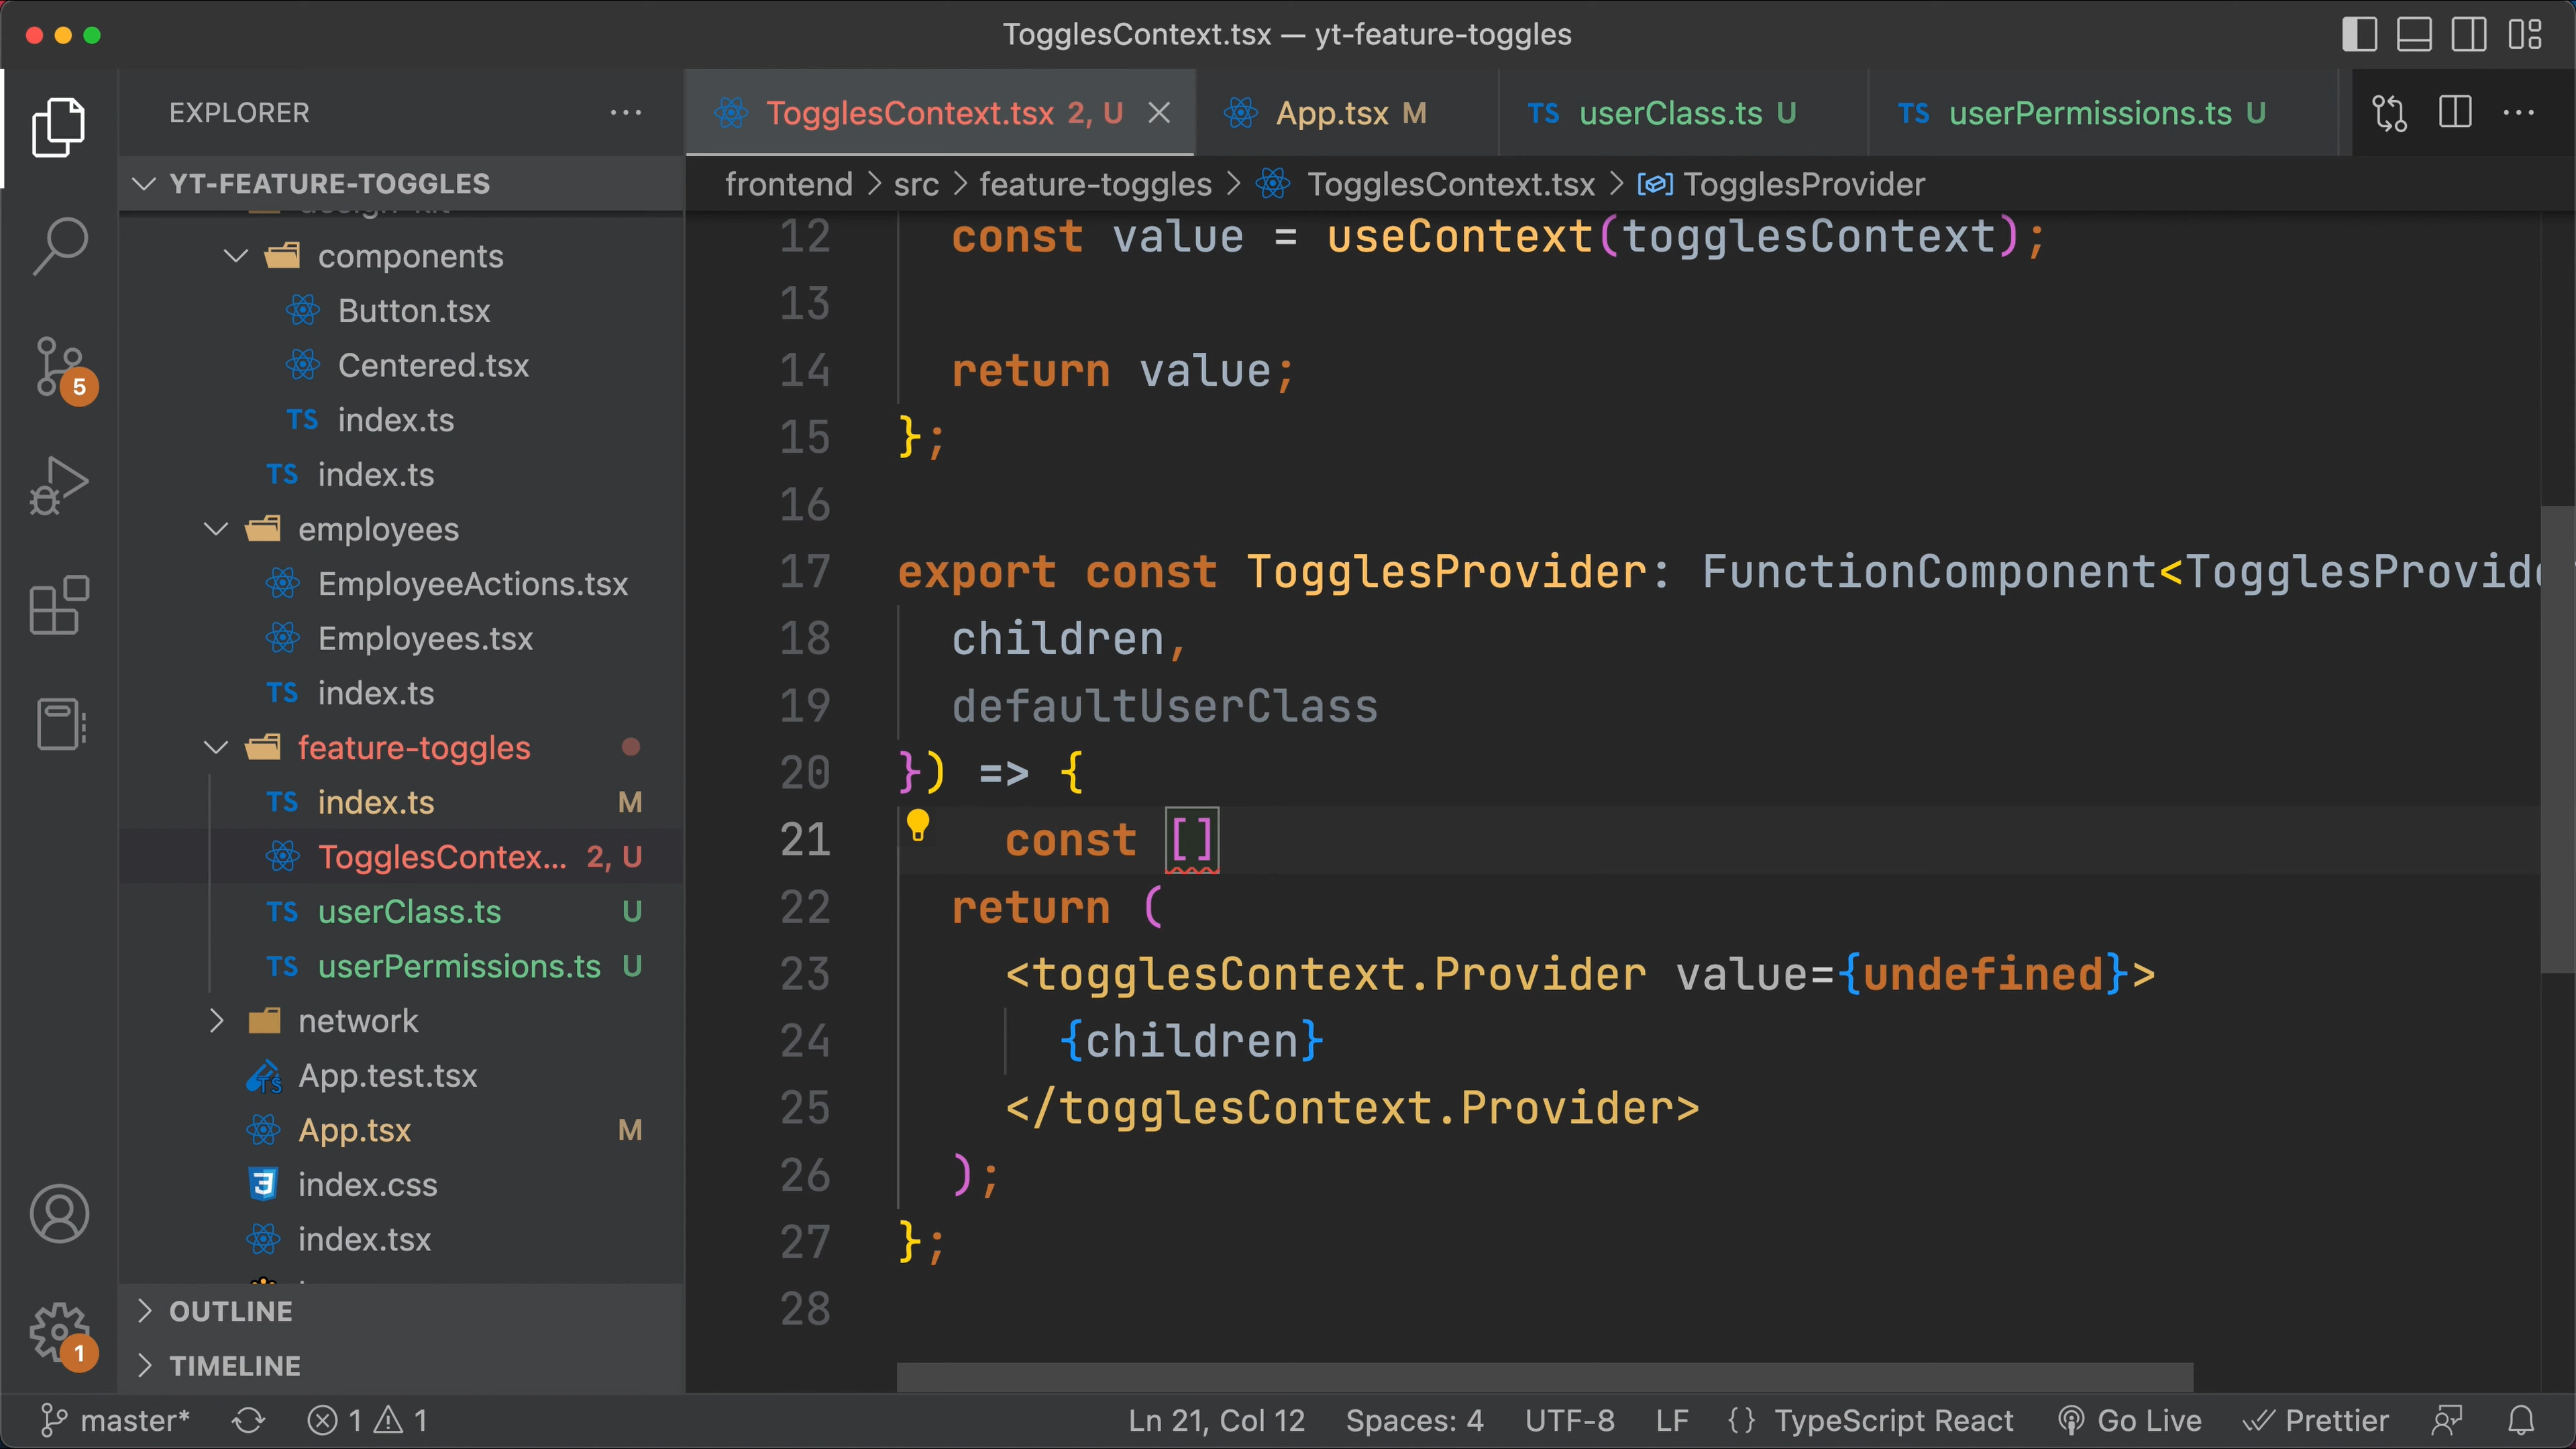 TogglesContext.tsx — yt-feature-toggles
EXPLORER
TogglesContext.tsx 2, U
App.tsx M
TS userClass.ts U
TS userPermissions.ts U
YT-FEATURE-TOGGLES
frontend > src > feature-toggles > TogglesContext.tsx > TogglesProvider
components
Button.tsx
Centered.tsx
TS index.ts
TS index.ts
employees
EmployeeActions.tsx
Employees.tsx
TS index.ts
feature-toggles
TS index.ts M
TogglesContex... 2, U
TS userClass.ts U
TS userPermissions.ts U
network
App.test.tsx
App.tsx M
index.css
index.tsx
OUTLINE
TIMELINE
5
1
12 const value = useContext(togglesContext);
13
14 return value;
15 };
16
17 export const TogglesProvider: FunctionComponent<TogglesProvid
18 children,
19 defaultUserClass
20 }) => {
21 const []
22 return (
23 <togglesContext.Provider value={undefined}>
24 {children}
25 </togglesContext.Provider>
26 );
27 };
28
master* 1 1 Ln 21, Col 12 Spaces: 4 UTF-8 LF {} TypeScript React Go Live Prettier